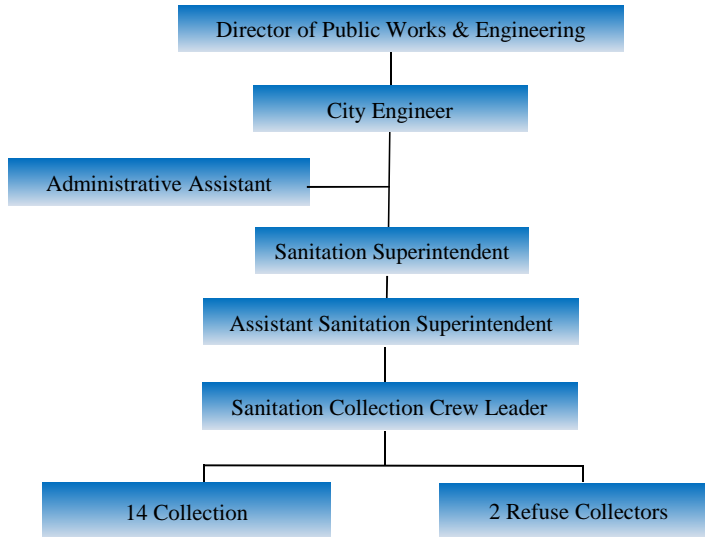 Director of Public Works & Engineering
City Engineer
Administrative Assistant
Sanitation Superintendent
Assistant Sanitation Superintendent
Sanitation Collection Crew Leader
14 Collection
2 Refuse Collectors